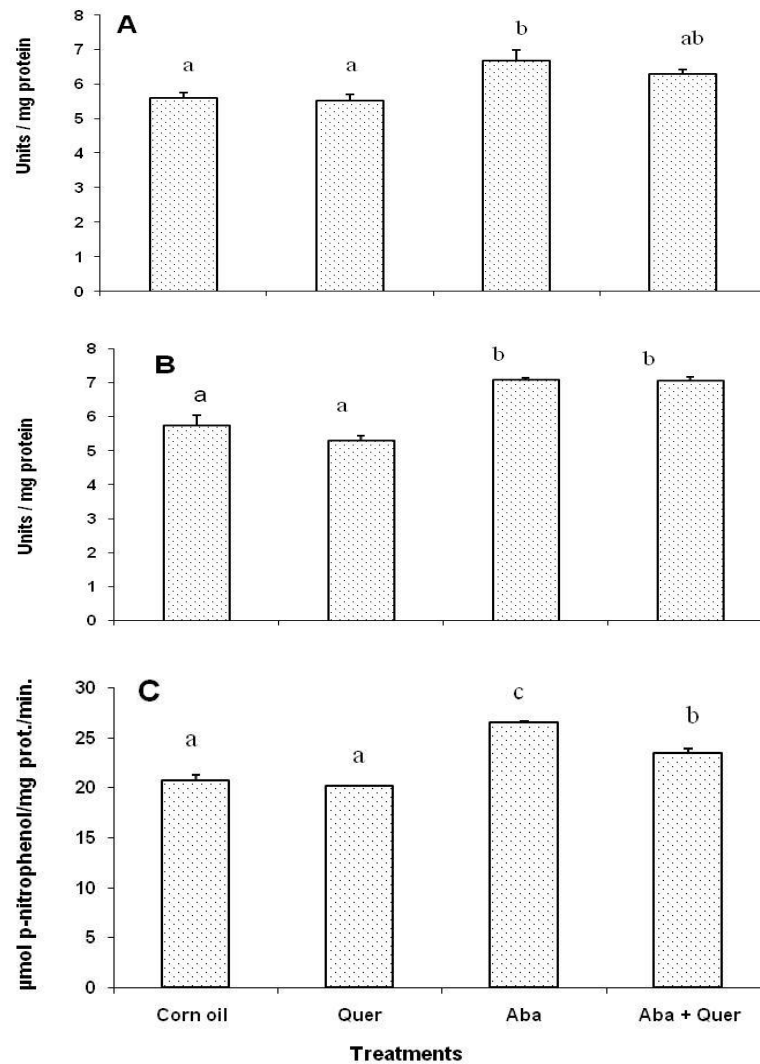 A
Units / mg protein
8
7
6
5
4
3
2
1
0
a
a
b
ab
B
Units / mg protein
8
7
6
5
4
3
2
1
0
a
a
b
b
C
µmol p-nitrophenol/mg prot./min.
30
25
20
15
10
5
0
a
a
c
b
Corn oil Quer Aba Aba + Quer
Treatments